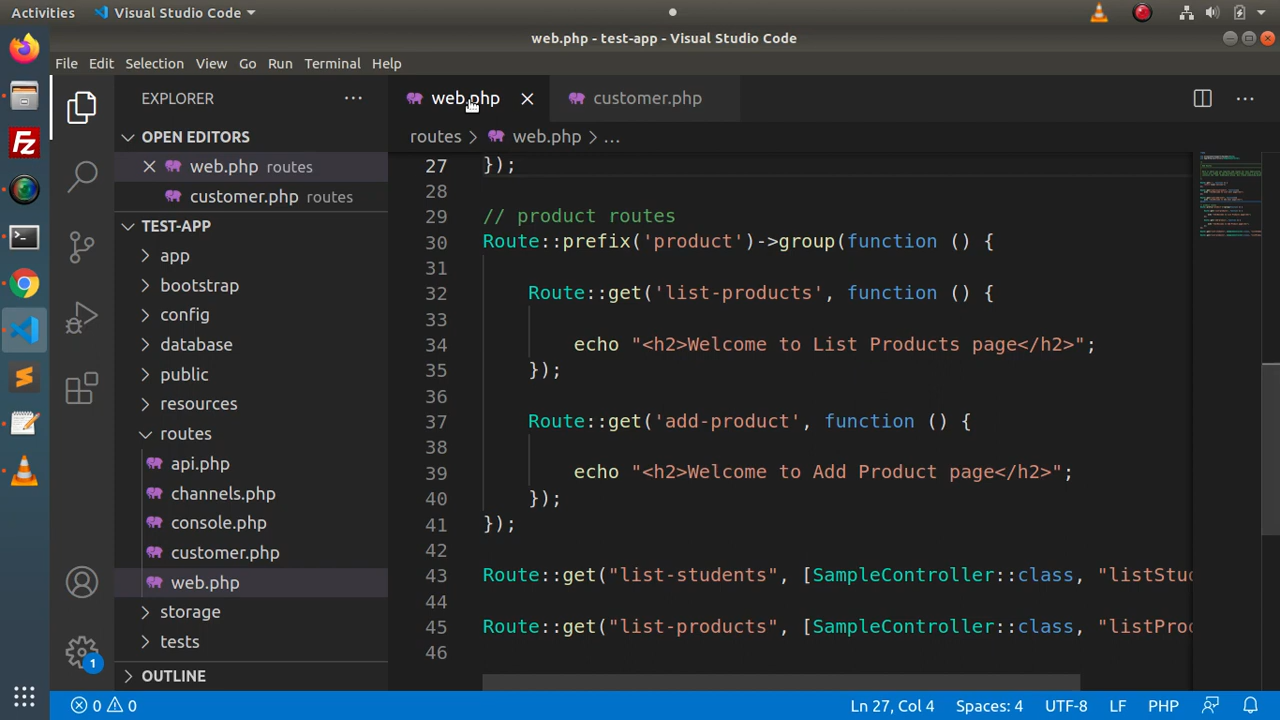 Activities
Visual Studio Code
web.php - test-app - Visual Studio Code
File Edit Selection View Go Run Terminal Help
EXPLORER
web.php
customer.php
OPEN EDITORS
routes > web.php > ...
web.php routes
customer.php routes
TEST-APP
app
bootstrap
config
database
public
resources
routes
api.php
channels.php
console.php
customer.php
web.php
storage
tests
OUTLINE
27 });
28
29 // product routes
30 Route::prefix('product')->group(function () {
31
32 Route::get('list-products', function () {
33
34 echo "<h2>Welcome to List Products page</h2>";
35 });
36
37 Route::get('add-product', function () {
38
39 echo "<h2>Welcome to Add Product page</h2>";
40 });
41 });
42
43 Route::get("list-students", [SampleController::class, "listStu
44
45 Route::get("list-products", [SampleController::class, "listPro
46
1
0 0
Ln 27, Col 4
Spaces: 4
UTF-8
LF
PHP